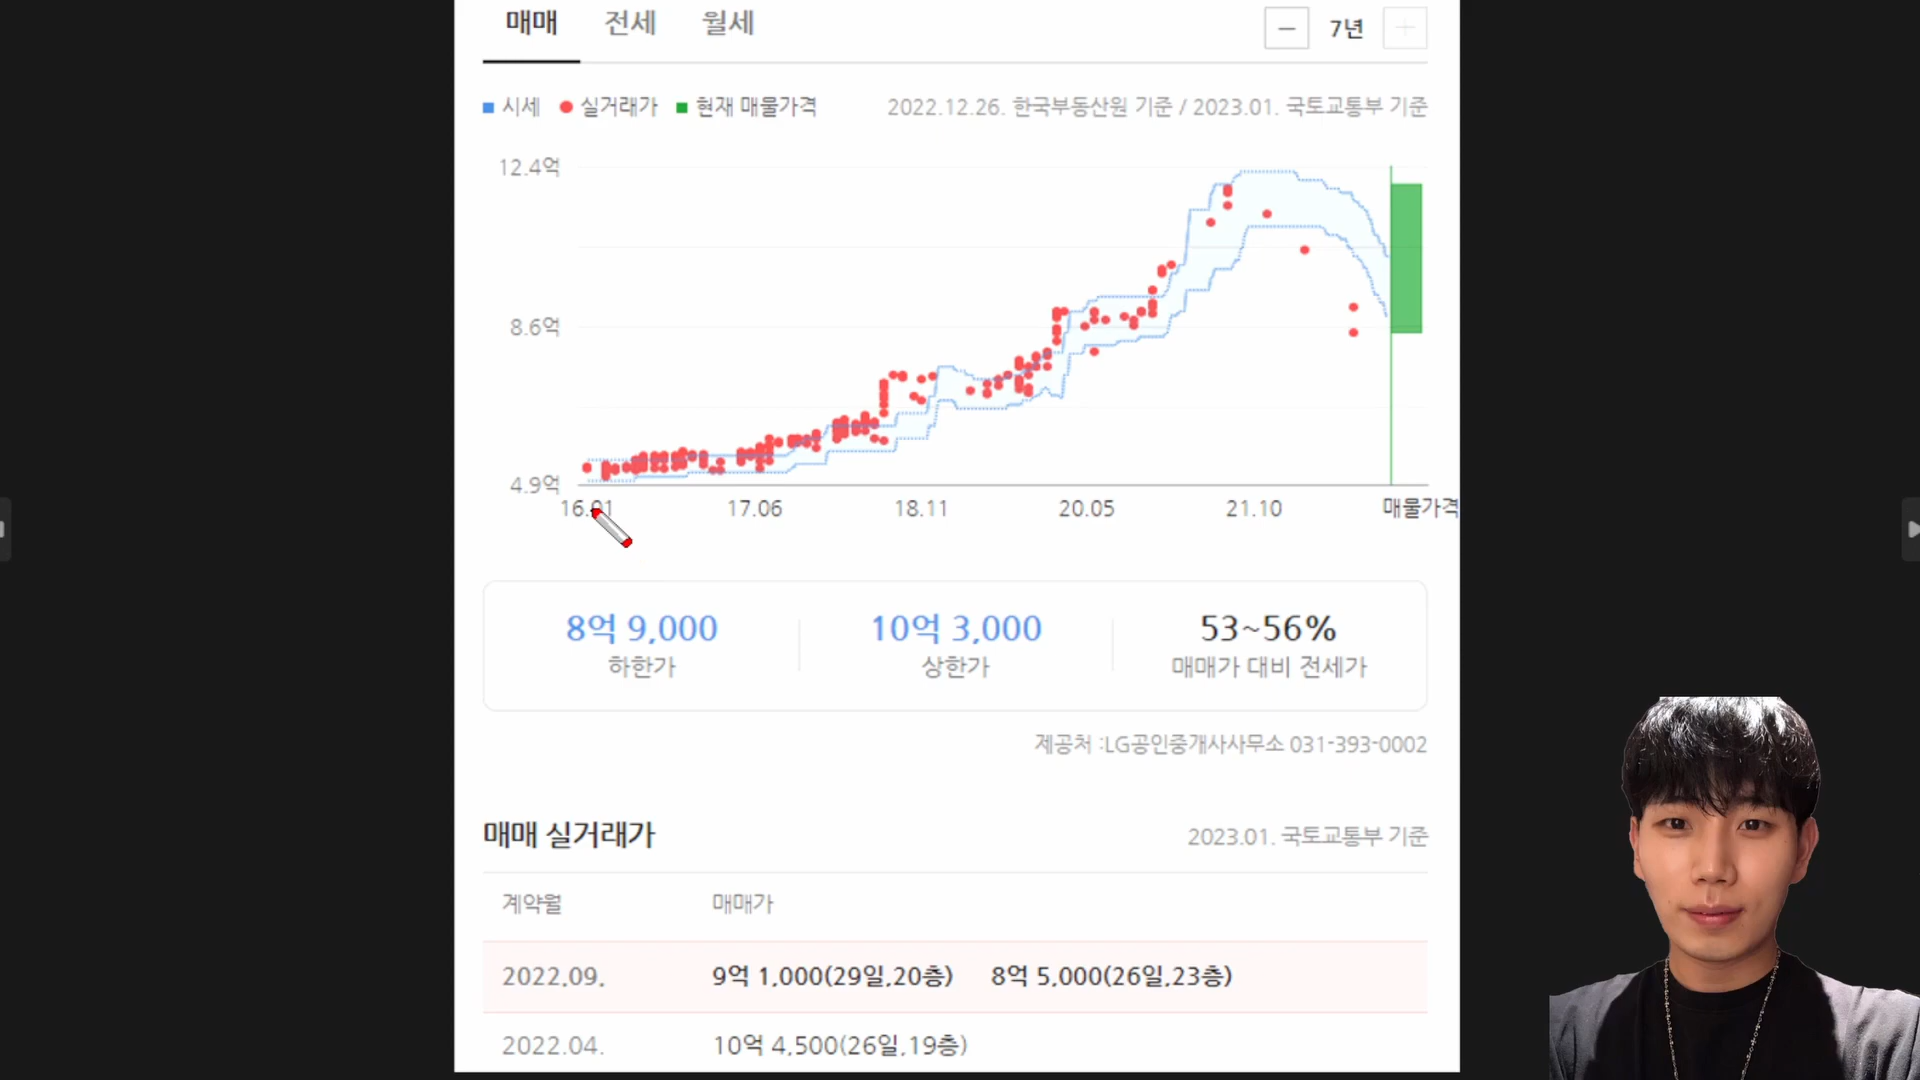 매매 전세 월세 7년
시세 실거래가 현재 매물가격 2022.12.26. 한국부동산원 기준 / 2023.01. 국토교통부 기준
12.4억
8.6억
4.9억
16.01 17.06 18.11 20.05 21.10 매물가격
8억 9,000 10억 3,000 53~56%
하한가 상한가 매매가 대비 전세가
제공처 :LG공인중개사사무소 031-393-0002
매매 실거래가 2023.01. 국토교통부 기준
계약월 매매가
2022.09. 9억 1,000(29일,20층) 8억 5,000(26일,23층)
2022.04. 10억 4,500(26일,19층)